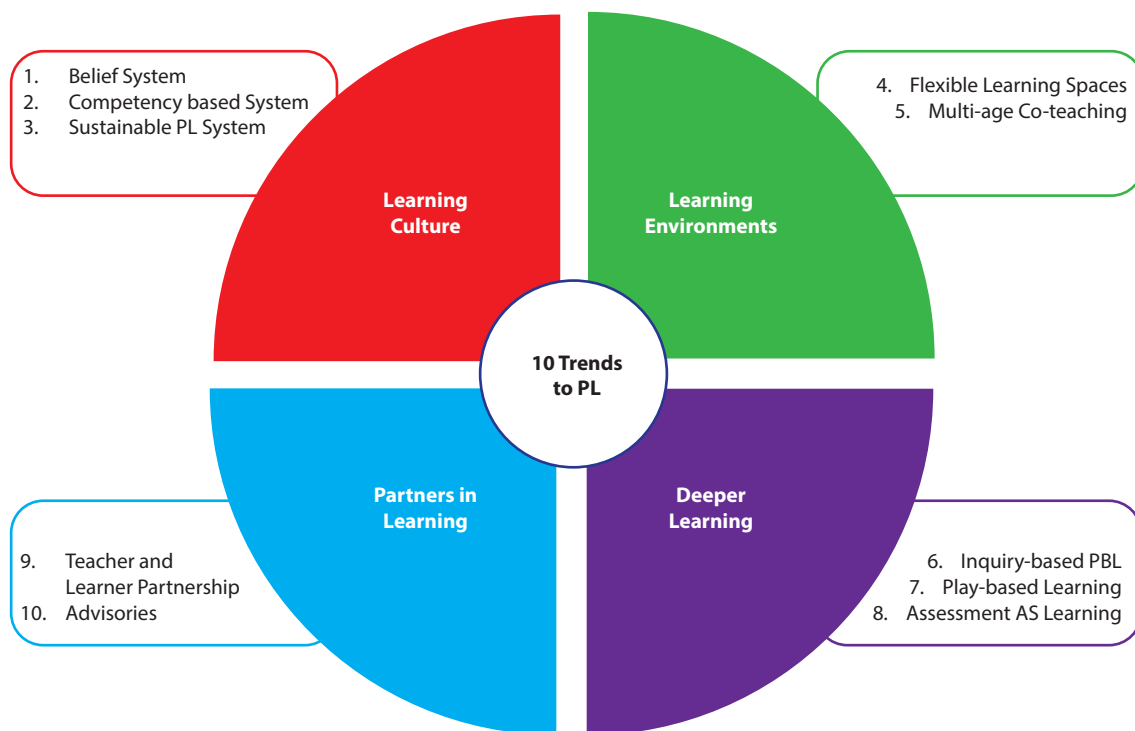 1. Belief System
2. Competency based System
3. Sustainable PL System
4. Flexible Learning Spaces
5. Multi-age Co-teaching
Learning
Culture
Learning
Environments
10 Trends
to PL
Partners in
Learning
Deeper
Learning
9. Teacher and
Learner Partnership
10. Advisories
6. Inquiry-based PBL
7. Play-based Learning
8. Assessment AS Learning